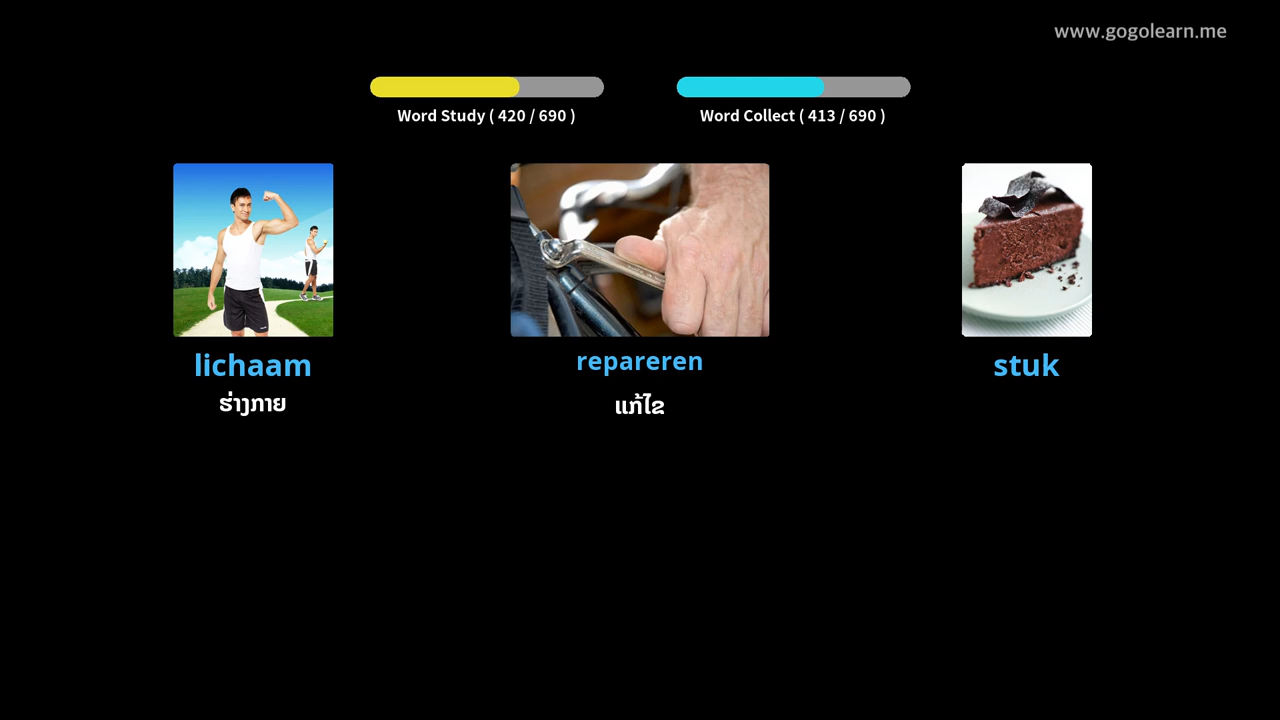 www.gogolearn.me
Word Study ( 420 / 690 )
Word Collect ( 413 / 690 )
lichaam
ຮ່າງກາຍ
repareren
ແກ້ໄຂ
stuk